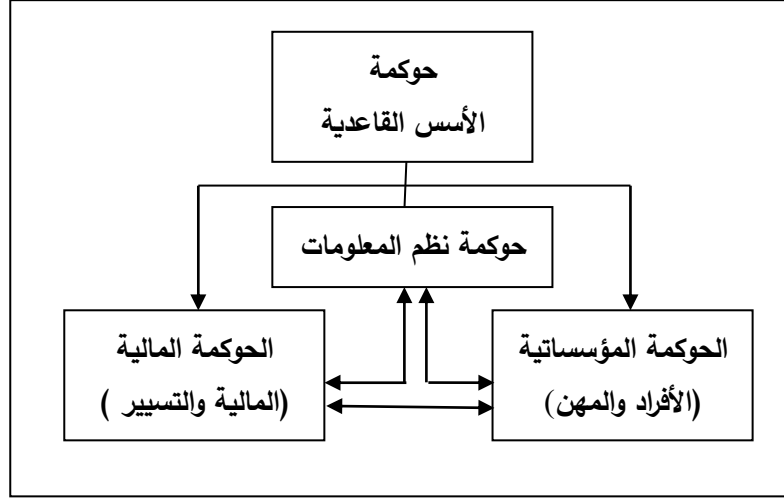 حوكمة
الأسس القاعدية
حوكمة نظم المعلومات
الحوكمة المؤسساتية
(الأفراد والمهن)
الحوكمة المالية
(المالية والتسيير )